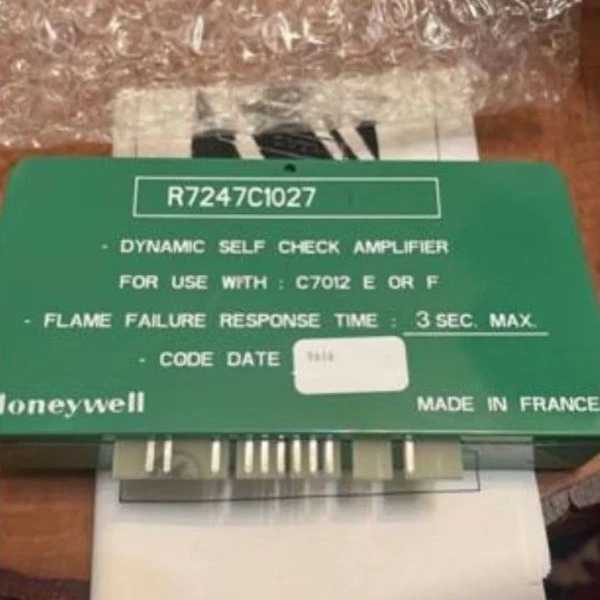 R7247C1027
- DYNAMIC SELF CHECK AMPLIFIER
FOR USE WITH : C7012 E OR F
- FLAME FAILURE RESPONSE TIME : 3 SEC. MAX.
- CODE DATE
Honeywell MADE IN FRANCE